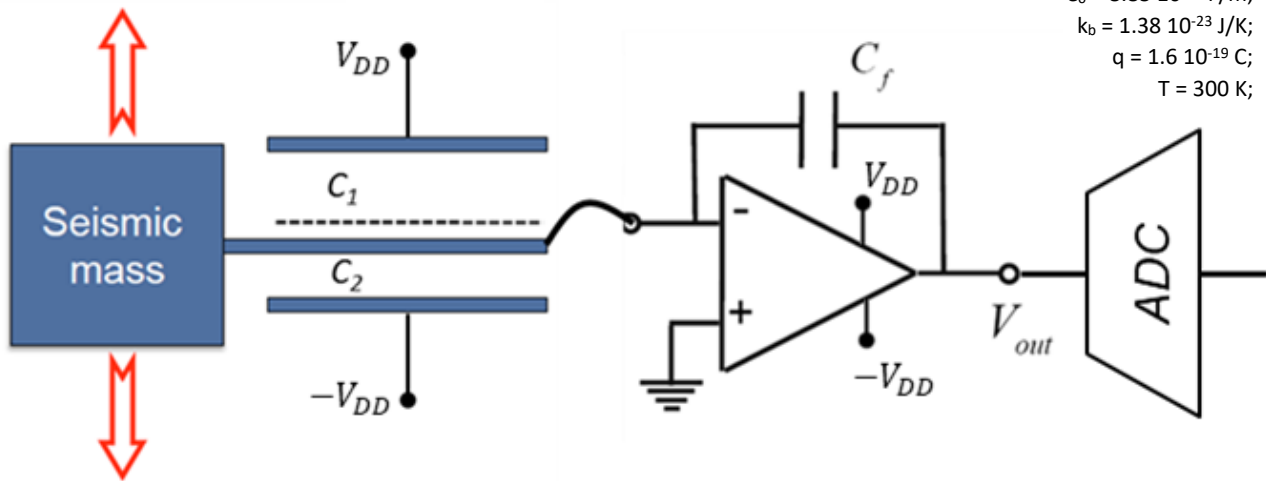 k_b = 1.38 10^-23 J/K;
q = 1.6 10^-19 C;
T = 300 K;
V_DD
C_f
C_1
V_DD
Seismic
mass
-
C_2
+
V_out
ADC
−V_DD
−V_DD